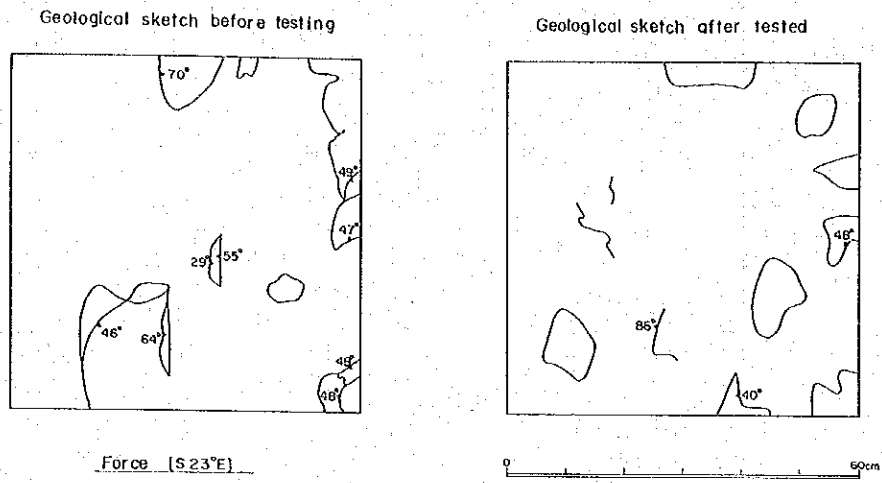 Geological sketch before testing
70°
49°
47°
29° 55°
46° 64°
48°
48°
Force [S23°E]
Geological sketch after tested
48°
86°
40°
0 60cm